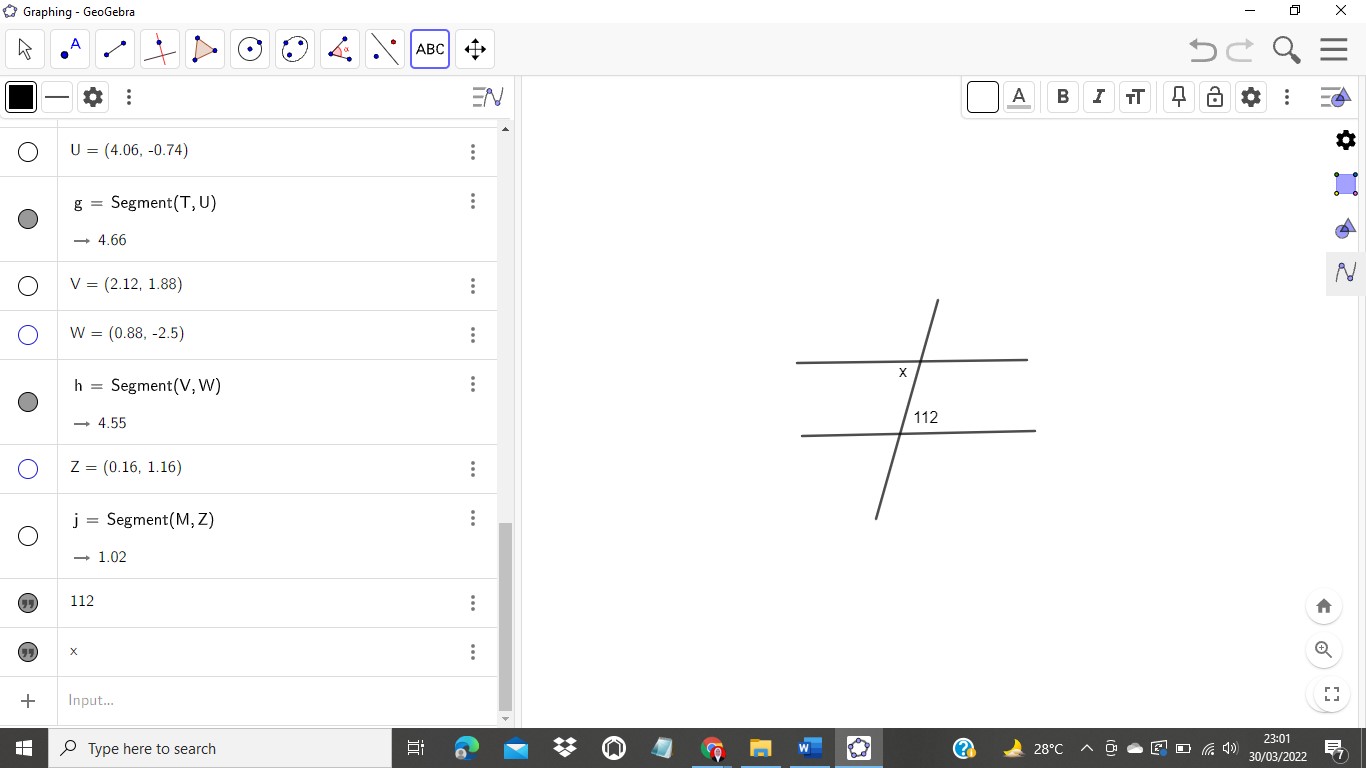 Graphing - GeoGebra
A
α
ABC
A
B
I
TT
U = (4.06, -0.74)
g = Segment(T, U)
→ 4.66
V = (2.12, 1.88)
W = (0.88, -2.5)
h = Segment(V, W)
→ 4.55
Z = (0.16, 1.16)
j = Segment(M, Z)
→ 1.02
112
x
+ Input...
x
112
Type here to search
28°C
23:01
30/03/2022
7